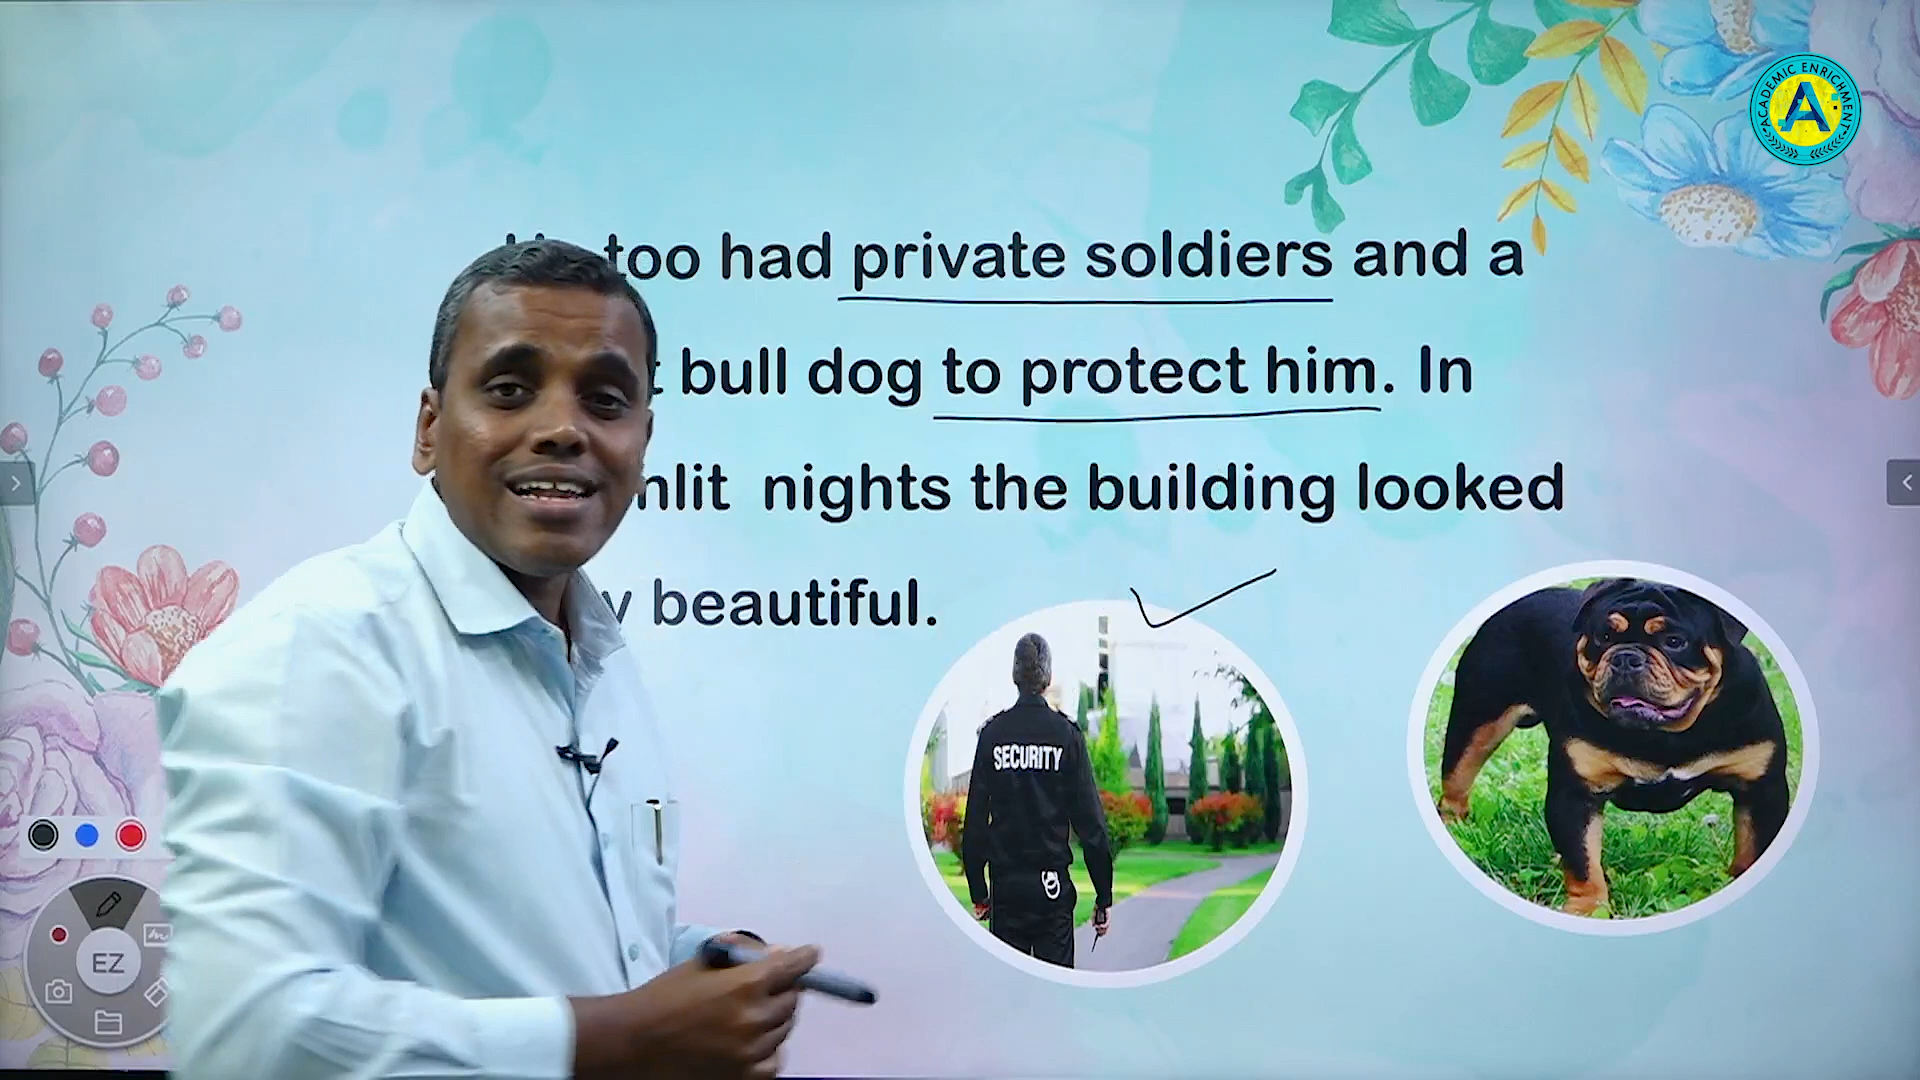 too had private soldiers and a
bull dog to protect him. In
nights the building looked
beautiful.
SECURITY
EZ
ACADEMIC ENRICHMENT
A